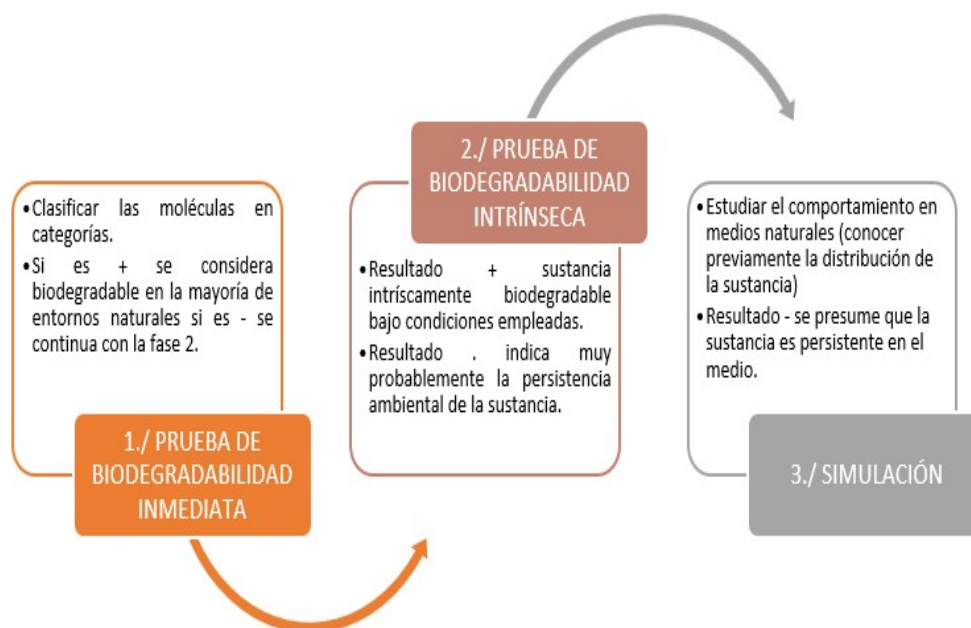 •Clasificar las moléculas en
categorías.
•Si es + se considera
biodegradable en la mayoría de
entornos naturales si es - se
continua con la fase 2.
1./ PRUEBA DE
BIODEGRADABILIDAD
INMEDIATA
2./ PRUEBA DE
BIODEGRADABILIDAD
INTRÍNSECA
•Resultado + sustancia
intríscamente biodegradable
bajo condiciones empleadas.
•Resultado . indica muy
probablemente la persistencia
ambiental de la sustancia.
•Estudiar el comportamiento en
medios naturales (conocer
previamente la distribución de
la sustancia)
•Resultado - se presume que la
sustancia es persistente en el
medio.
3./ SIMULACIÓN